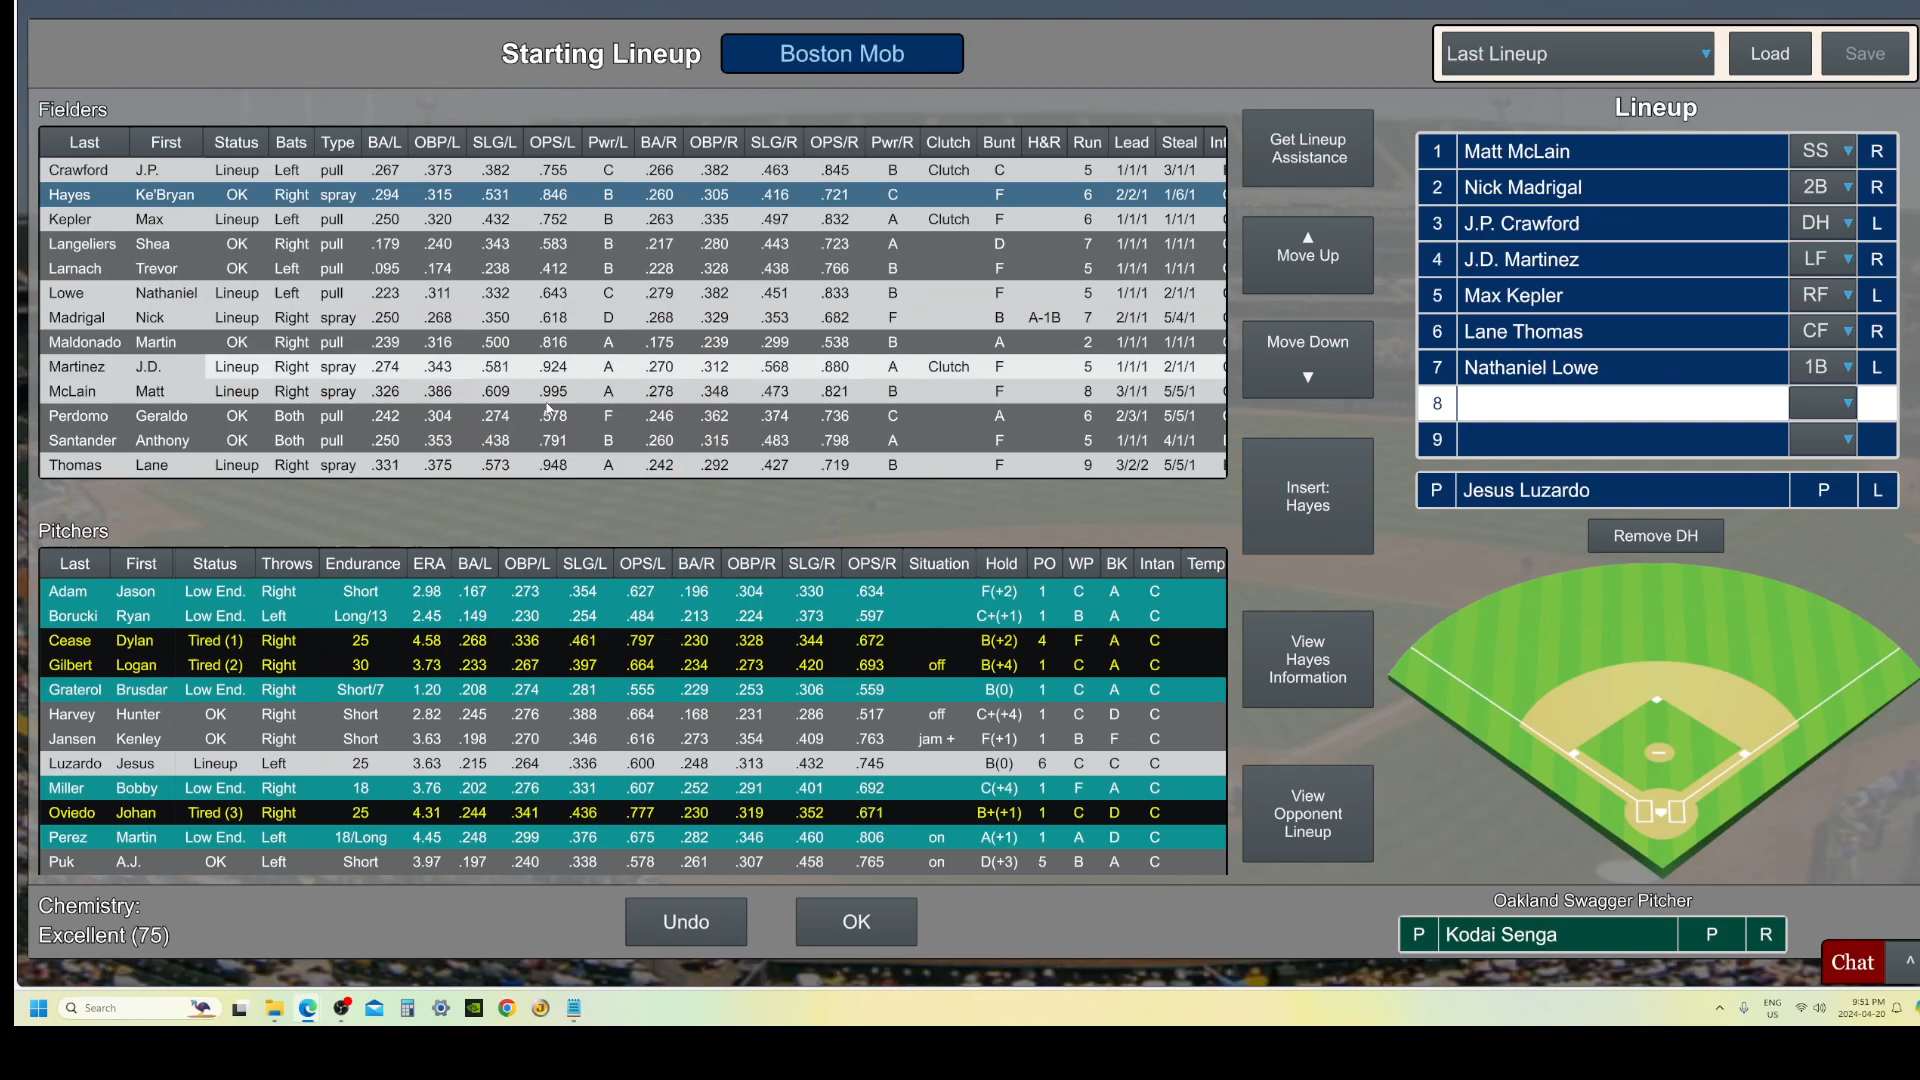 Starting Lineup Boston Mob
Last Lineup Load Save
Fielders
Last First Status Bats Type BA/L OBP/L SLG/L OPS/L Pwr/L BA/R OBP/R SLG/R OPS/R Pwr/R Clutch Bunt H&R Run Lead Steal Int
Crawford J.P. Lineup Left pull .267 .373 .382 .755 C .266 .382 .463 .845 B Clutch C 5 1/1/1 3/1/1
Hayes Ke'Bryan OK Right spray .294 .315 .531 .846 B .260 .305 .416 .721 C F 6 2/2/1 1/6/1
Kepler Max Lineup Left pull .250 .320 .432 .752 B .263 .335 .497 .832 A Clutch F 6 1/1/1 1/1/1
Langeliers Shea OK Right pull .179 .240 .343 .583 B .217 .280 .443 .723 A D 7 1/1/1 1/1/1
Larnach Trevor OK Left pull .095 .174 .238 .412 B .228 .328 .438 .766 B F 5 1/1/1 1/1/1
Lowe Nathaniel Lineup Left pull .223 .311 .332 .643 C .279 .382 .451 .833 B F 5 1/1/1 2/1/1
Madrigal Nick Lineup Right spray .250 .268 .350 .618 D .268 .329 .353 .682 F B A-1B 7 2/1/1 5/4/1
Maldonado Martin OK Right pull .239 .316 .500 .816 A .175 .239 .299 .538 B A 2 1/1/1 1/1/1
Martinez J.D. Lineup Right spray .274 .343 .581 .924 A .270 .312 .568 .880 A Clutch F 5 1/1/1 2/1/1
McLain Matt Lineup Right spray .326 .386 .609 .995 A .278 .348 .473 .821 B F 8 3/1/1 5/5/1
Perdomo Geraldo OK Both pull .242 .304 .274 .578 F .246 .362 .374 .736 C A 6 2/3/1 5/5/1
Santander Anthony OK Both pull .250 .353 .438 .791 B .260 .315 .483 .798 A F 5 1/1/1 4/1/1
Thomas Lane Lineup Right spray .331 .375 .573 .948 A .242 .292 .427 .719 B F 9 3/2/2 5/5/1
Pitchers
Last First Status Throws Endurance ERA BA/L OBP/L SLG/L OPS/L BA/R OBP/R SLG/R OPS/R Situation Hold PO WP BK Intan Temp
Adam Jason Low End. Right Short 2.98 .167 .273 .354 .627 .196 .304 .330 .634 F(+2) 1 C A C
Borucki Ryan Low End. Left Long/13 2.45 .149 .230 .254 .484 .213 .224 .373 .597 C+(+1) 1 B A C
Cease Dylan Tired (1) Right 25 4.58 .268 .336 .461 .797 .230 .328 .344 .672 B(+2) 4 F A C
Gilbert Logan Tired (2) Right 30 3.73 .233 .267 .397 .664 .234 .273 .420 .693 off B(+4) 1 C A C
Graterol Brusdar Low End. Right Short/7 1.20 .208 .274 .281 .555 .229 .253 .306 .559 B(0) 1 C A C
Harvey Hunter OK Right Short 2.82 .245 .276 .388 .664 .168 .231 .286 .517 off C+(+4) 1 C D C
Jansen Kenley OK Right Short 3.63 .198 .270 .346 .616 .273 .354 .409 .763 jam + F(+1) 1 B F C
Luzardo Jesus Lineup Left 25 3.63 .215 .264 .336 .600 .248 .313 .432 .745 B(0) 6 C C C
Miller Bobby Low End. Right 18 3.76 .202 .276 .331 .607 .252 .291 .401 .692 C(+4) 1 F A C
Oviedo Johan Tired (3) Right 25 4.31 .244 .341 .436 .777 .230 .319 .352 .671 B+(+1) 1 C D C
Perez Martin Low End. Left 18/Long 4.45 .248 .299 .376 .675 .282 .346 .460 .806 on A(+1) 1 A D C
Puk A.J. OK Left Short 3.97 .197 .240 .338 .578 .261 .307 .458 .765 on D(+3) 5 B A C
Chemistry:
Excellent (75)
Undo OK
Get Lineup
Assistance
Move Up
Move Down
Insert:
Hayes
View
Hayes
Information
View
Opponent
Lineup
Lineup
1 Matt McLain SS R
2 Nick Madrigal 2B R
3 J.P. Crawford DH L
4 J.D. Martinez LF R
5 Max Kepler RF L
6 Lane Thomas CF R
7 Nathaniel Lowe 1B L
8
9
P Jesus Luzardo P L
Remove DH
Oakland Swagger Pitcher
P Kodai Senga P R
Chat ^
Search
ENG
US
9:51 PM
2024-04-20